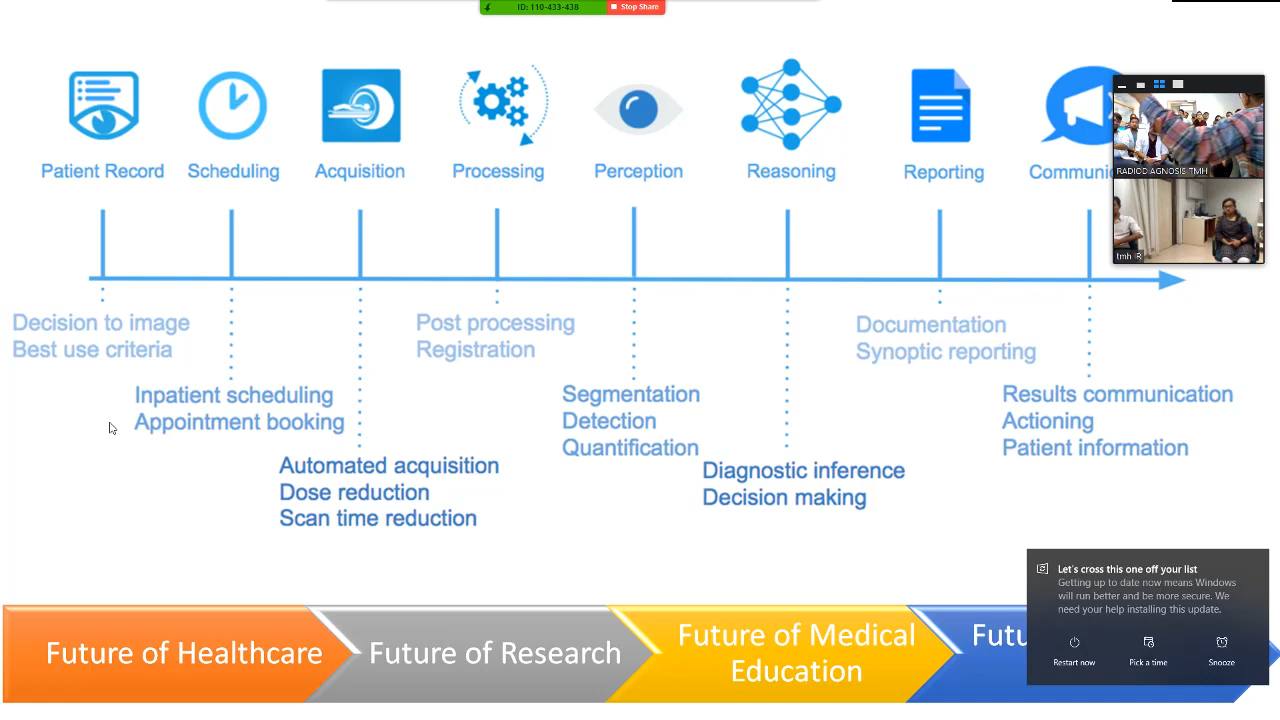 ID: 110-433-438
Stop Share
Patient Record
Scheduling
Acquisition
Processing
Perception
Reasoning
Reporting
Communic
RADIOD AGNOSIS TMH
tmh IR
Decision to image
Best use criteria
Inpatient scheduling
Appointment booking
Automated acquisition
Dose reduction
Scan time reduction
Post processing
Registration
Segmentation
Detection
Quantification
Diagnostic inference
Decision making
Documentation
Synoptic reporting
Results communication
Actioning
Patient information
Let's cross this one off your list
Getting up to date now means Windows
will run better and be more secure. We
need your help installing this update.
Restart now
Pick a time
Snooze
Future of Healthcare
Future of Research
Future of Medical
Education
Futu